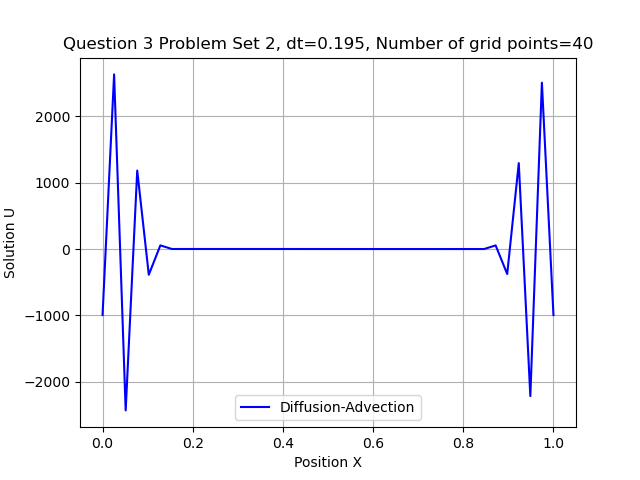 Question 3 Problem Set 2, dt=0.195, Number of grid points=40
Solution U
2000
1000
0
−1000
−2000
Diffusion-Advection
0.0 0.2 0.4 0.6 0.8 1.0
Position X